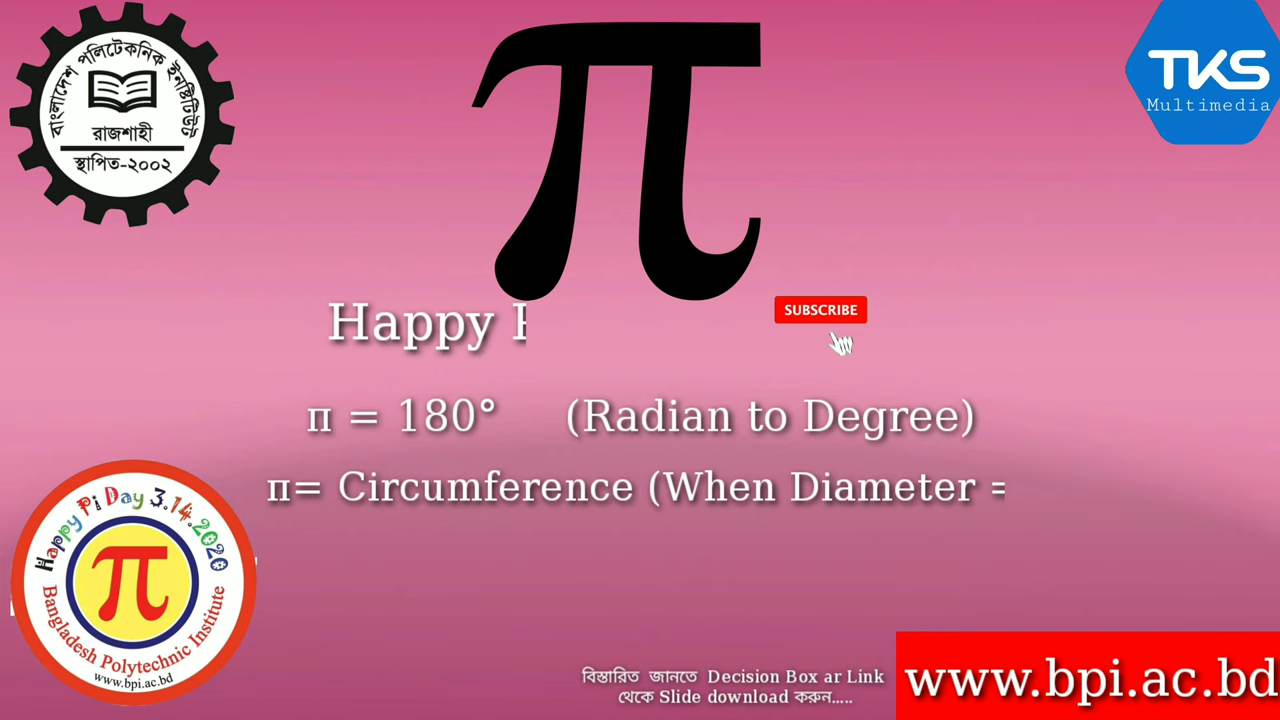 বাংলাদেশ পলিটেকনিক ইনষ্টিটিউট
রাজশাহী
স্থাপিত-২০০২
π
TKS
Multimedia
Happy
SUBSCRIBE
π = 180° (Radian to Degree)
π= Circumference (When Diameter =
Happy Pi Day 3.14.2020
π
Bangladesh Polytechnic Institute
www.bpi.ac.bd
বিস্তারিত জানতে Decision Box ar Link
থেকে Slide download করুন.....
www.bpi.ac.bd